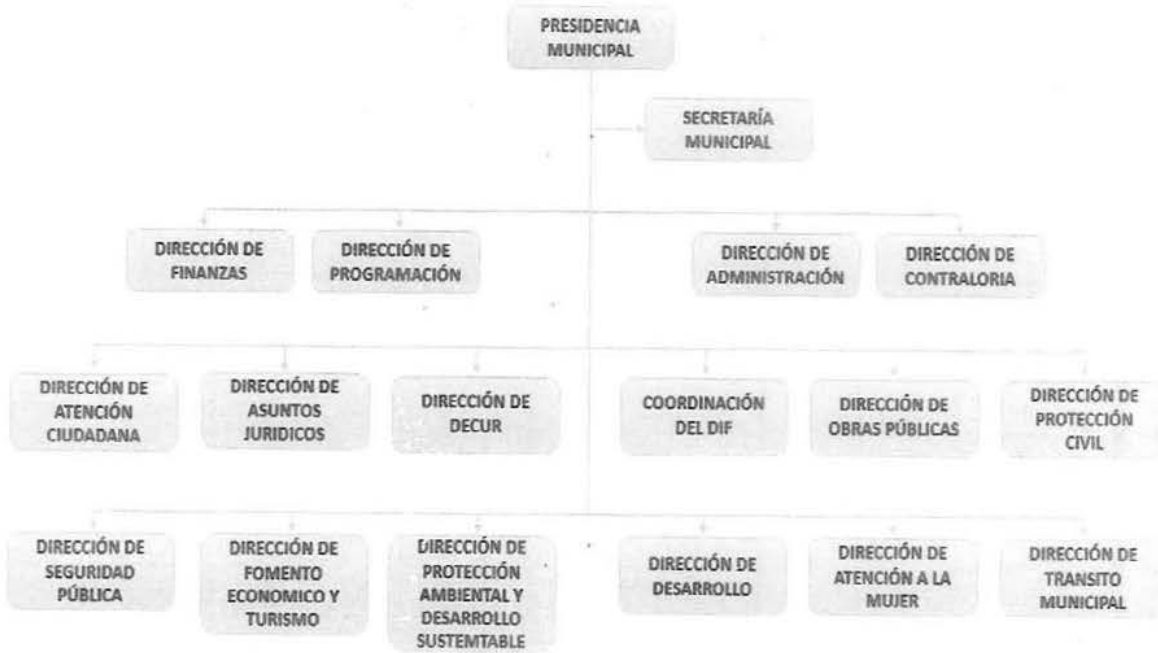 PRESIDENCIA
MUNICIPAL
SECRETARÍA
MUNICIPAL
DIRECCIÓN DE
FINANZAS
DIRECCIÓN DE
PROGRAMACIÓN
DIRECCIÓN DE
ADMINISTRACIÓN
DIRECCIÓN DE
CONTRALORIA
DIRECCIÓN DE
ATENCIÓN
CIUDADANA
DIRECCIÓN DE
ASUNTOS
JURIDICOS
DIRECCIÓN DE
DECUR
COORDINACIÓN
DEL DIF
DIRECCIÓN DE
OBRAS PÚBLICAS
DIRECCIÓN DE
PROTECCIÓN
CIVIL
DIRECCIÓN DE
SEGURIDAD
PÚBLICA
DIRECCIÓN DE
FOMENTO
ECONOMICO Y
TURISMO
DIRECCIÓN DE
PROTECCIÓN
AMBIENTAL Y
DESARROLLO
SUSTEMTABLE
DIRECCIÓN DE
DESARROLLO
DIRECCIÓN DE
ATENCIÓN A LA
MUJER
DIRECCIÓN DE
TRANSITO
MUNICIPAL